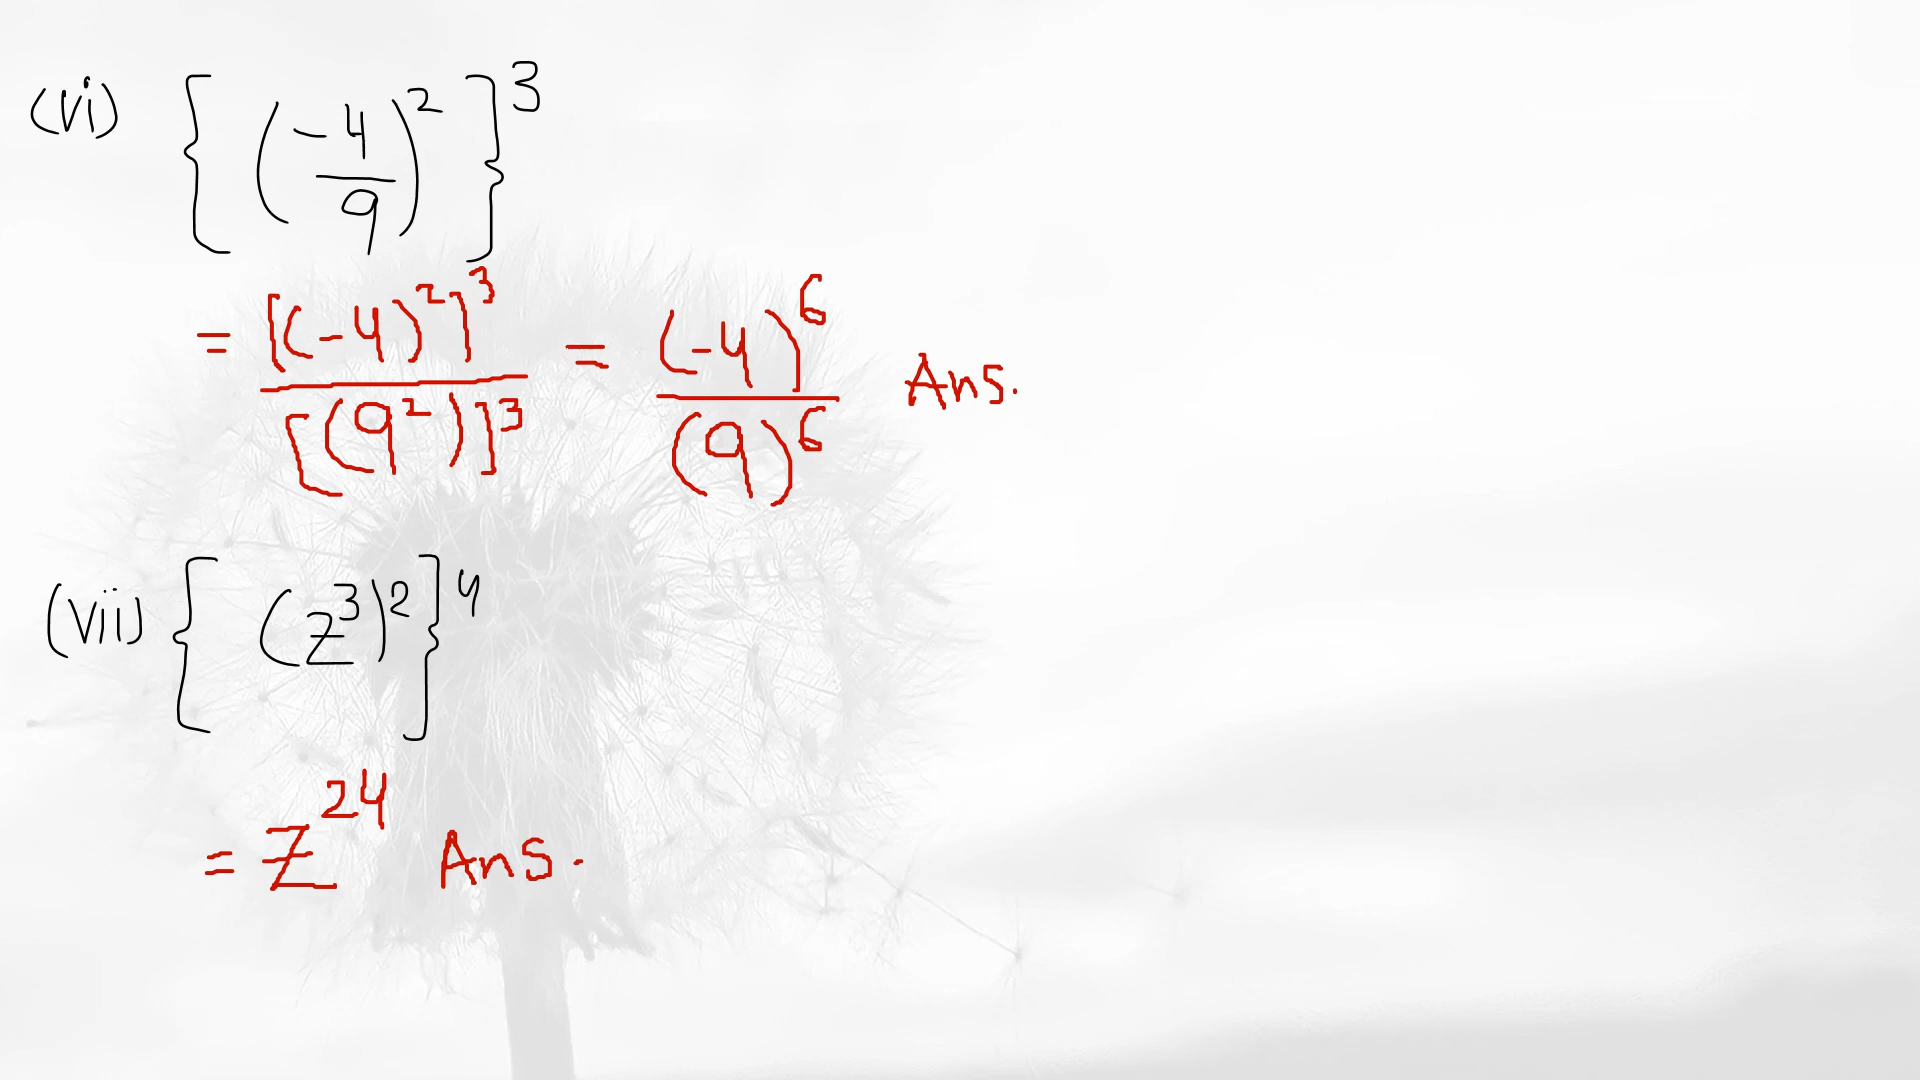 (vi) { (-4/9)² }³
= [(-4)²]³ / [(9²)]³ = (-4)⁶ / (9)⁶ Ans.
(vii) { (z³)² }⁴
= z²⁴ Ans.